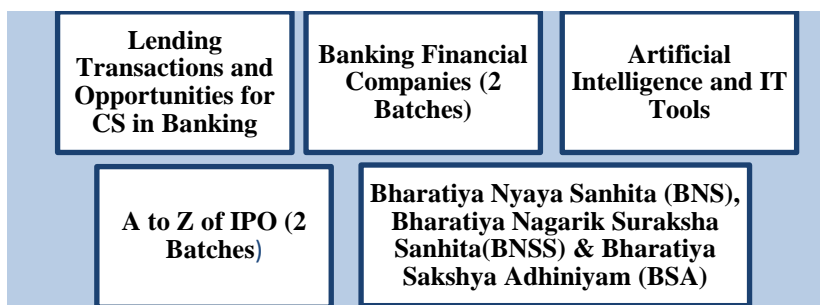 Lending
Transactions and
Opportunities for
CS in Banking
Banking Financial
Companies (2
Batches)
Artificial
Intelligence and IT
Tools
A to Z of IPO (2
Batches)
Bharatiya Nyaya Sanhita (BNS),
Bharatiya Nagarik Suraksha
Sanhita(BNSS) & Bharatiya
Sakshya Adhiniyam (BSA)